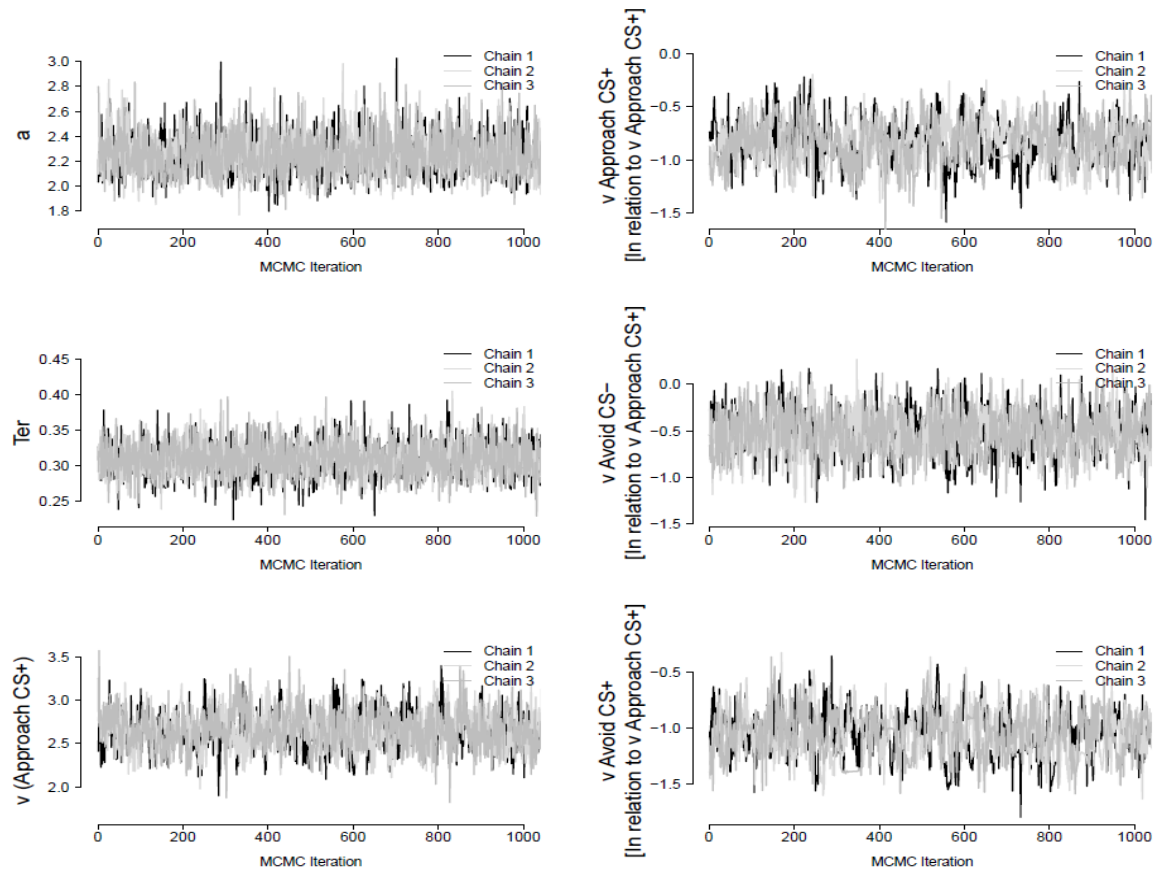 a
3.0
2.8
2.6
2.4
2.2
2.0
1.8
Chain 1
Chain 2
Chain 3
0 200 400 600 800 1000
MCMC Iteration
v Approach CS+
[In relation to v Approach CS+]
0.0
−0.5
−1.0
−1.5
Chain 1
Chain 2
Chain 3
0 200 400 600 800 1000
MCMC Iteration
Ter
0.45
0.40
0.35
0.30
0.25
Chain 1
Chain 2
Chain 3
0 200 400 600 800 1000
MCMC Iteration
v Avoid CS−
[In relation to v Approach CS+]
0.0
−0.5
−1.0
−1.5
Chain 1
Chain 2
Chain 3
0 200 400 600 800 1000
MCMC Iteration
v (Approach CS+)
3.5
3.0
2.5
2.0
Chain 1
Chain 2
Chain 3
0 200 400 600 800 1000
MCMC Iteration
v Avoid CS+
[In relation to v Approach CS+]
−0.5
−1.0
−1.5
Chain 1
Chain 2
Chain 3
0 200 400 600 800 1000
MCMC Iteration